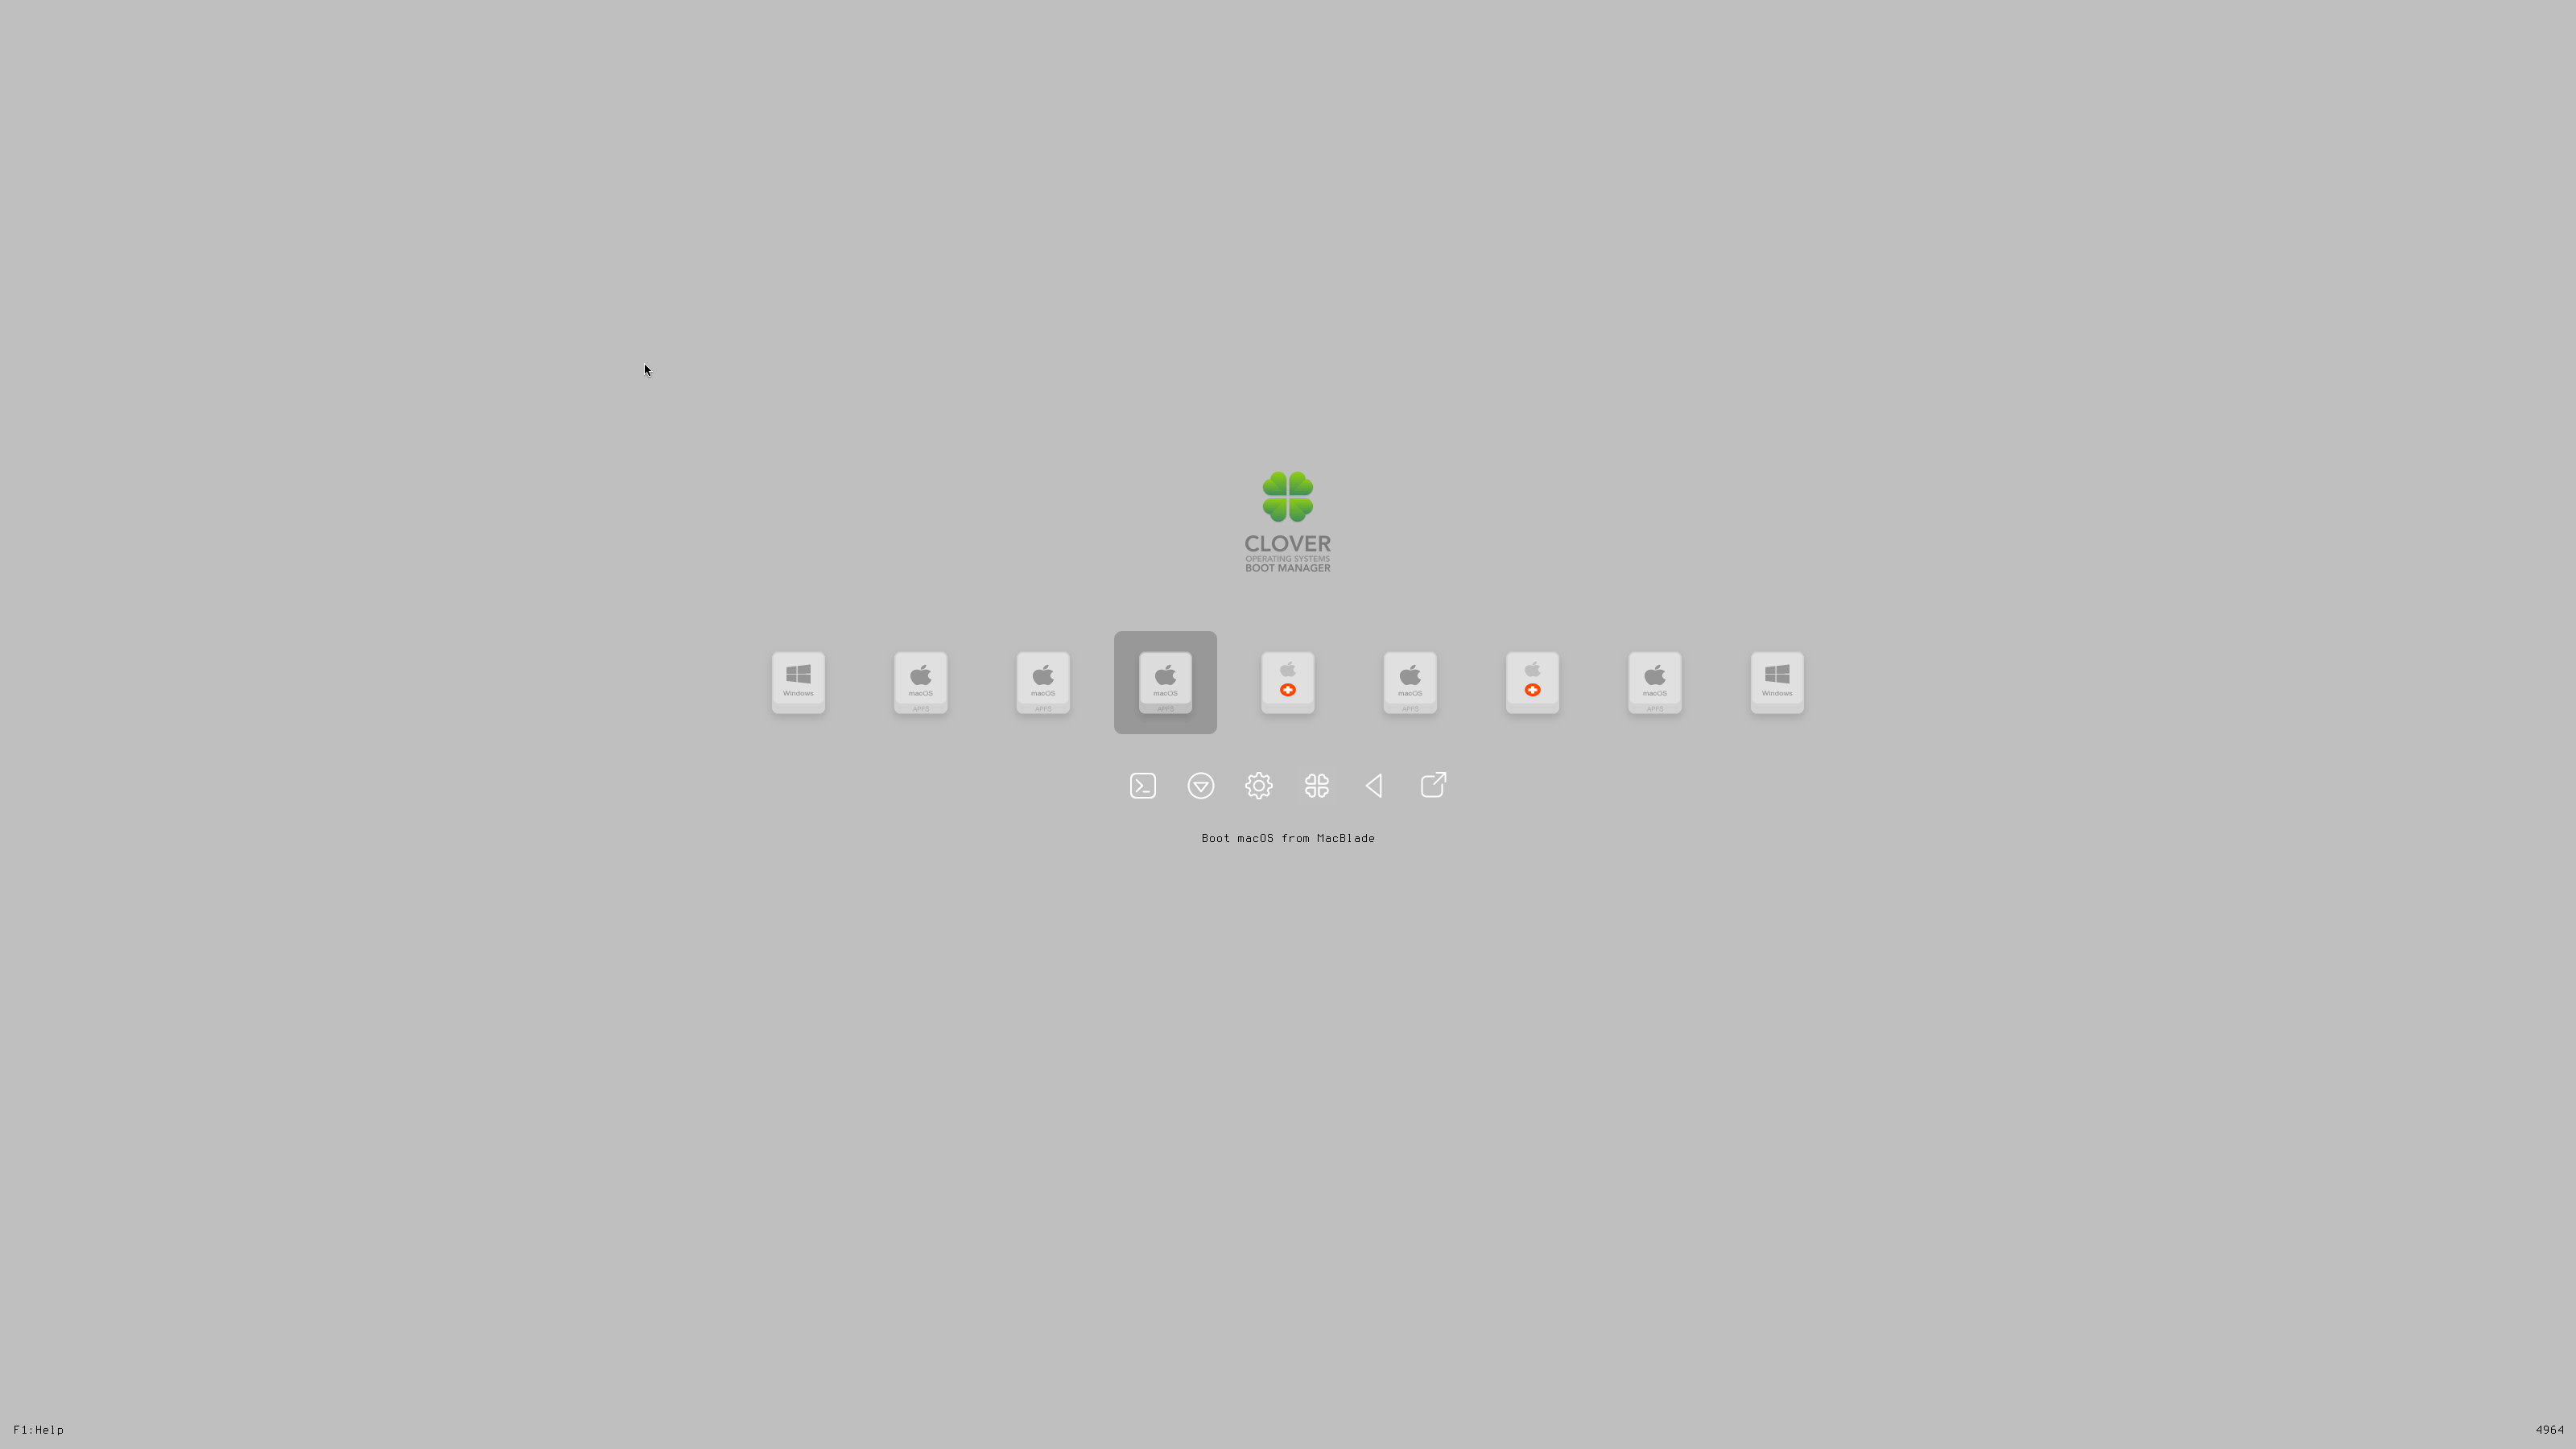 CLOVER
OPERATING SYSTEMS
BOOT MANAGER
Windows
macOS
APFS
macOS
APFS
macOS
APFS
macOS
APFS
macOS
APFS
Windows
Boot macOS from MacBlade
F1:Help
4964